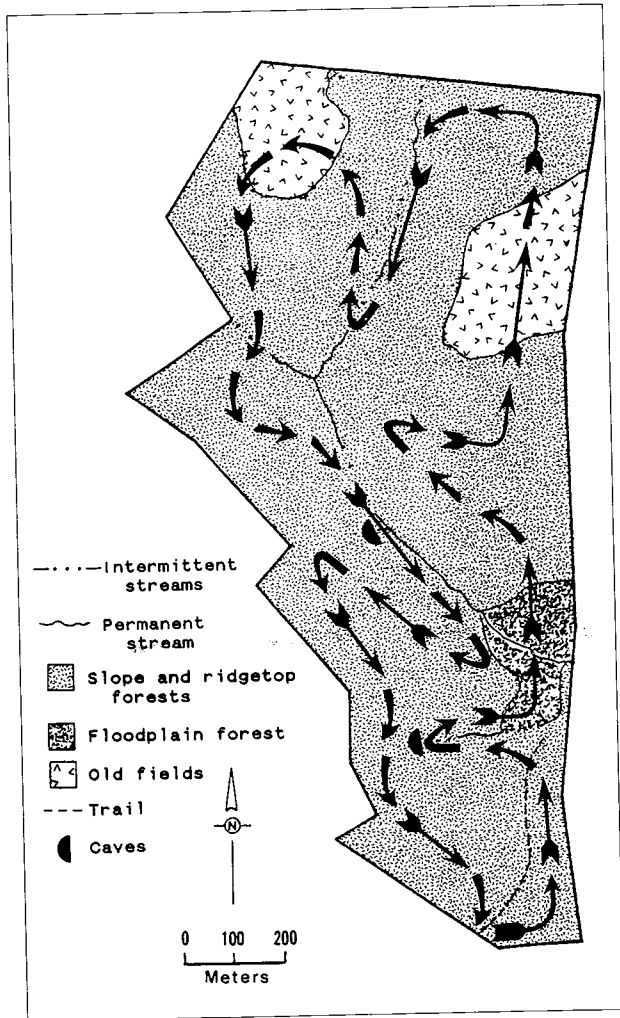 Intermittent
streams
Permanent
stream
Slope and ridgetop
forests
Floodplain forest
Old fields
Trail
Caves
N
0 100 200
Meters